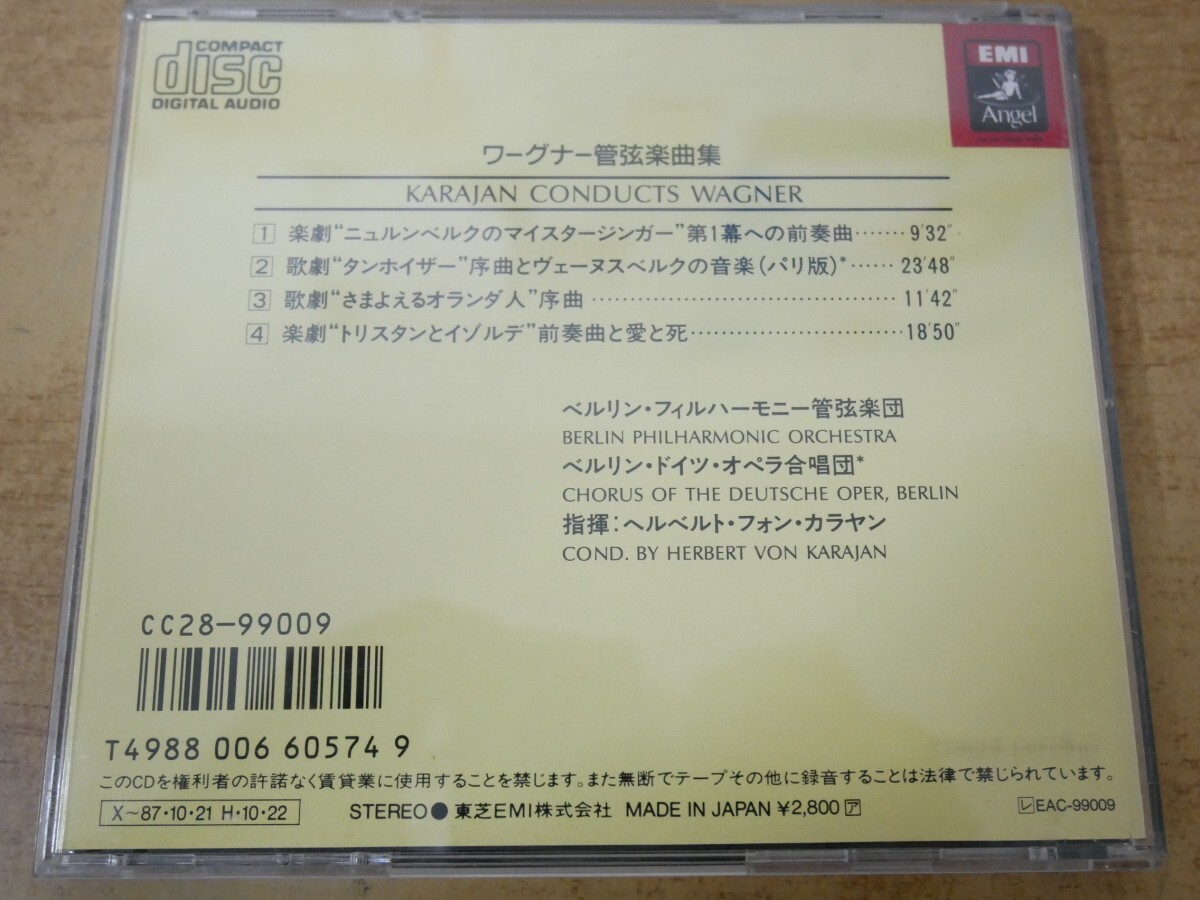 COMPACT
disc
DIGITAL AUDIO
EMI
Angel
ワーグナー管弦楽曲集
KARAJAN CONDUCTS WAGNER
1 楽劇“ニュルンベルクのマイスタージンガー”第1幕への前奏曲‥‥‥9′32″
2 歌劇“タンホイザー”序曲とヴェーヌスベルクの音楽(パリ版)*‥‥‥23′48″
3 歌劇“さまよえるオランダ人”序曲‥‥‥‥‥‥‥‥‥‥‥‥‥‥‥‥11′42″
4 楽劇“トリスタンとイゾルデ”前奏曲と愛と死‥‥‥‥‥‥‥‥‥‥18′50″
ベルリン・フィルハーモニー管弦楽団
BERLIN PHILHARMONIC ORCHESTRA
ベルリン・ドイツ・オペラ合唱団*
CHORUS OF THE DEUTSCHE OPER, BERLIN
指揮:ヘルベルト・フォン・カラヤン
COND. BY HERBERT VON KARAJAN
CC28-99009
T4988 006 60574 9
このCDを権利者の許諾なく賃貸業に使用することを禁じます。また無断でテープその他に録音することは法律で禁じられています。
X〜87・10・21 H・10・22
STEREO● 東芝EMI株式会社 MADE IN JAPAN ¥2,800 ア
レ EAC-99009